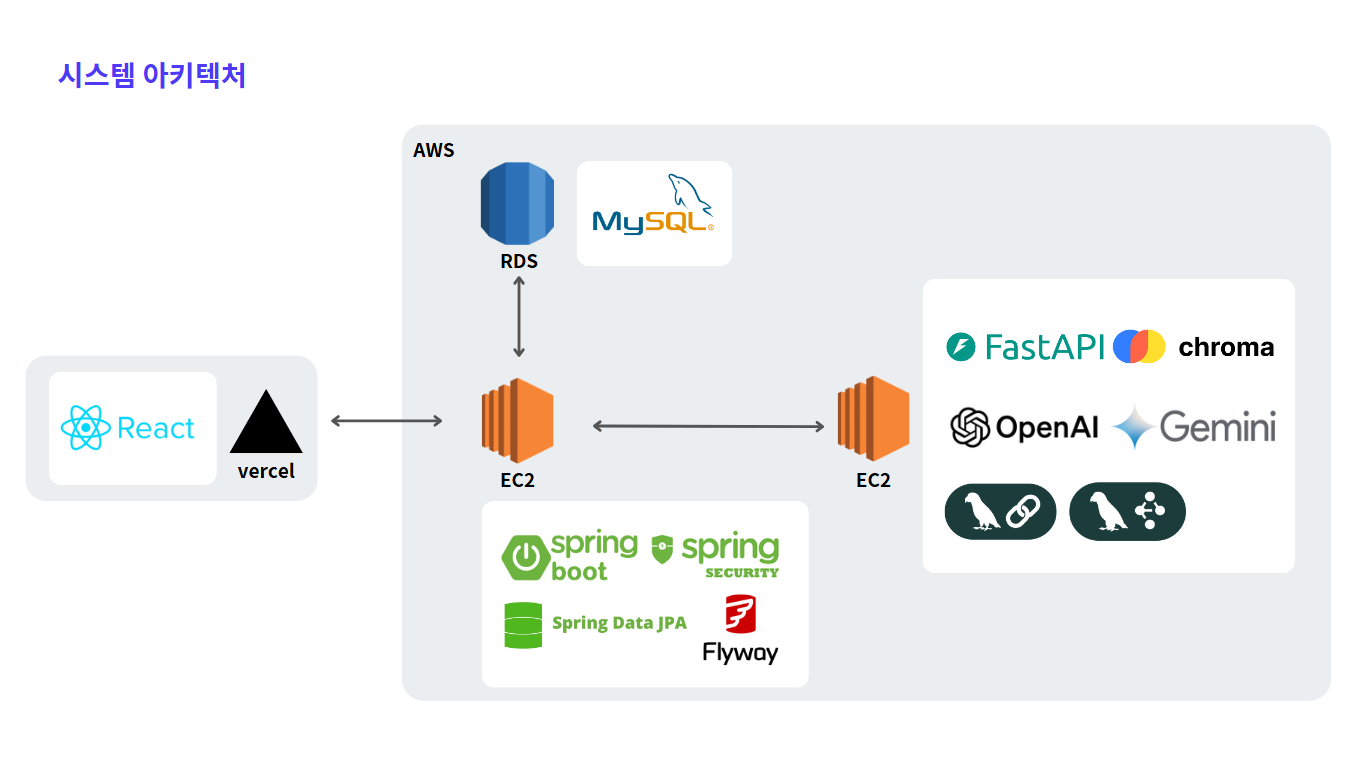 시스템 아키텍처
AWS
RDS
MySQL®
React
vercel
EC2
EC2
FastAPI
chroma
OpenAI
Gemini
spring boot
spring SECURITY
Spring Data JPA
Flyway